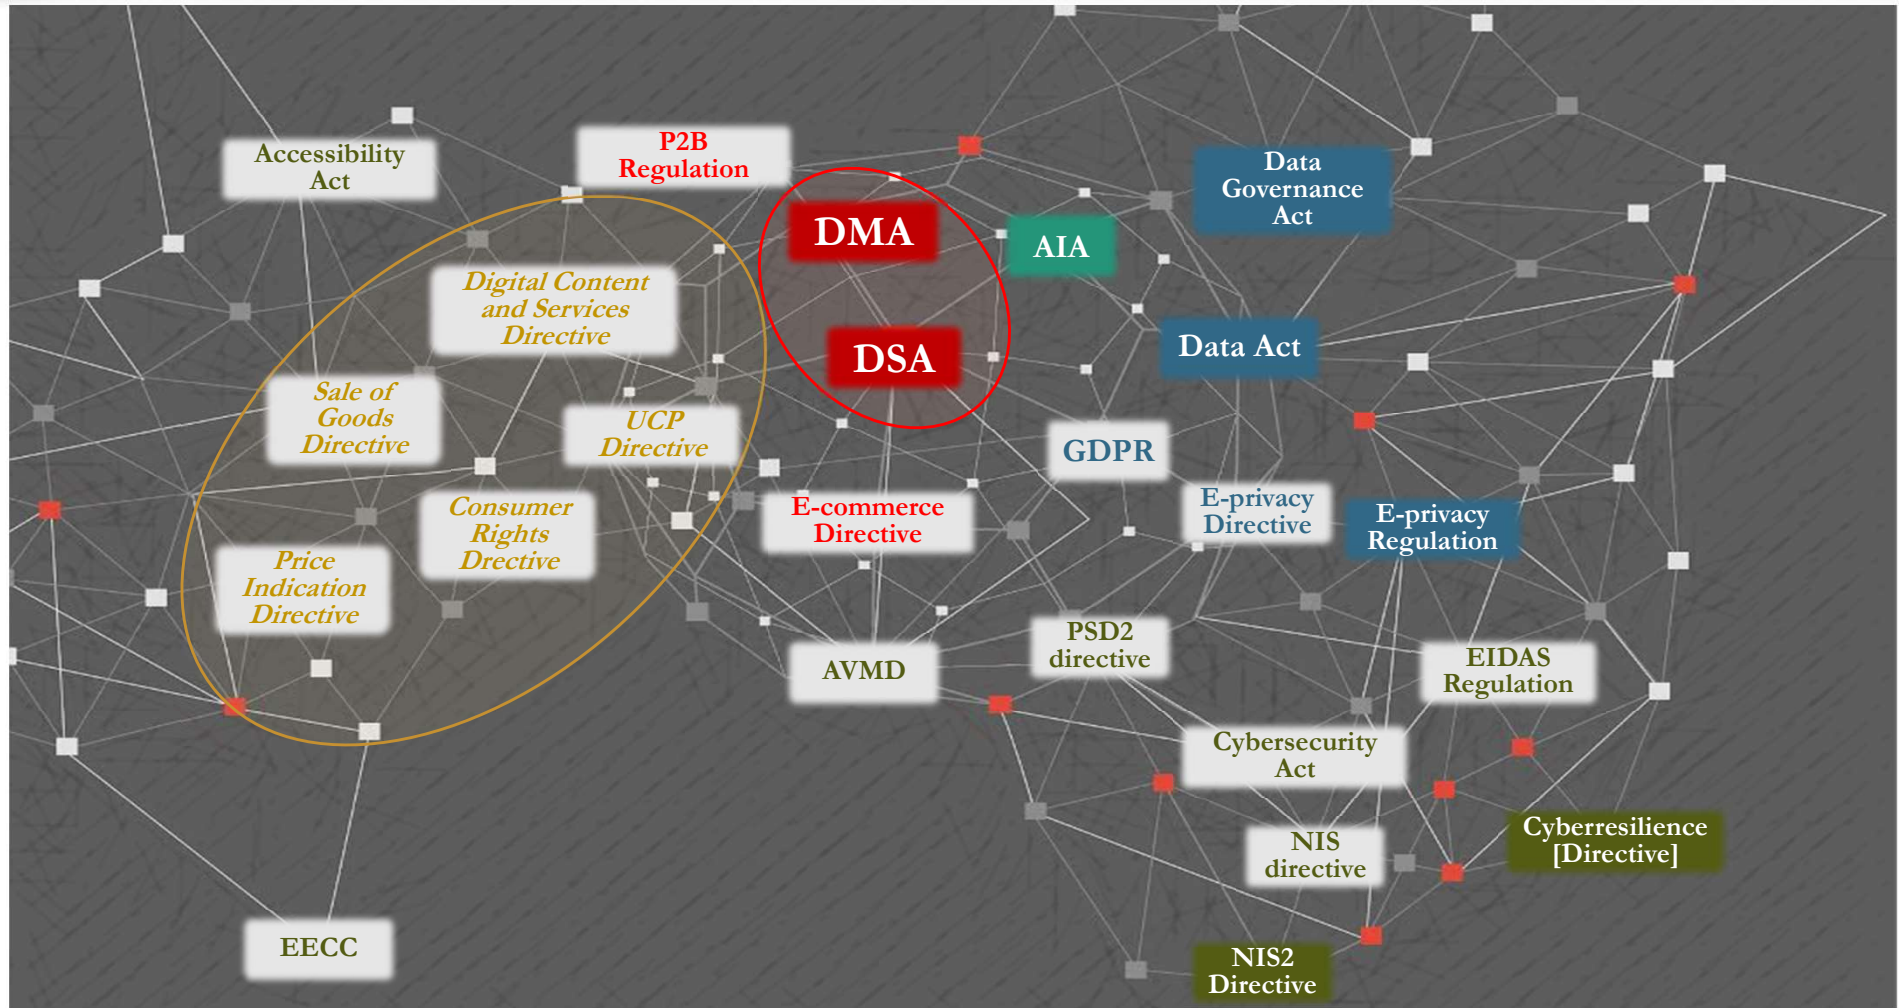 P2B
Regulation
Accessibility
Act
Data
Governance
Act
DMA
AIA
Digital Content
and Services
Directive
DSA
Data Act
Sale of
Goods
Directive
UCP
Directive
GDPR
Consumer
Rights
Drective
E-commerce
Directive
E-privacy
Directive
E-privacy
Regulation
Price
Indication
Directive
AVMD
PSD2
directive
EIDAS
Regulation
Cybersecurity
Act
NIS
directive
Cyberresilience
[Directive]
EECC
NIS2
Directive